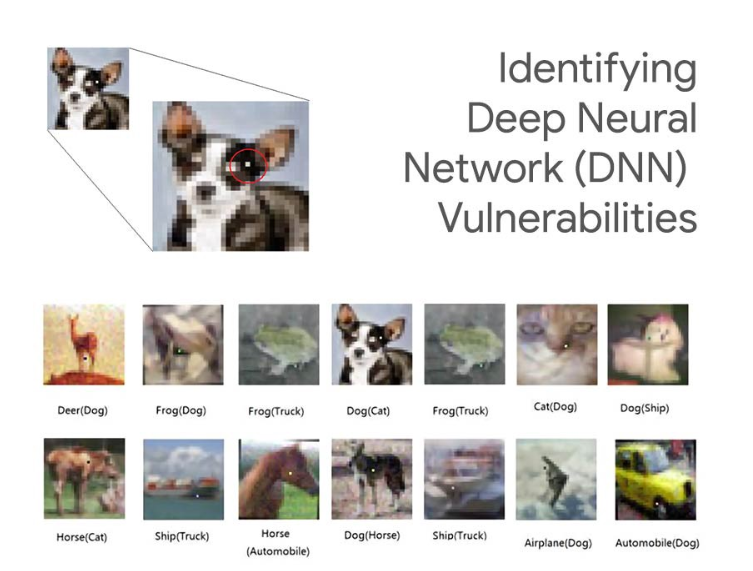 Identifying
Deep Neural
Network (DNN)
Vulnerabilities
Deer(Dog)
Frog(Dog)
Frog(Truck)
Dog(Cat)
Frog(Truck)
Cat(Dog)
Dog(Ship)
Horse(Cat)
Ship(Truck)
Horse
(Automobile)
Dog(Horse)
Ship(Truck)
Airplane(Dog)
Automobile(Dog)